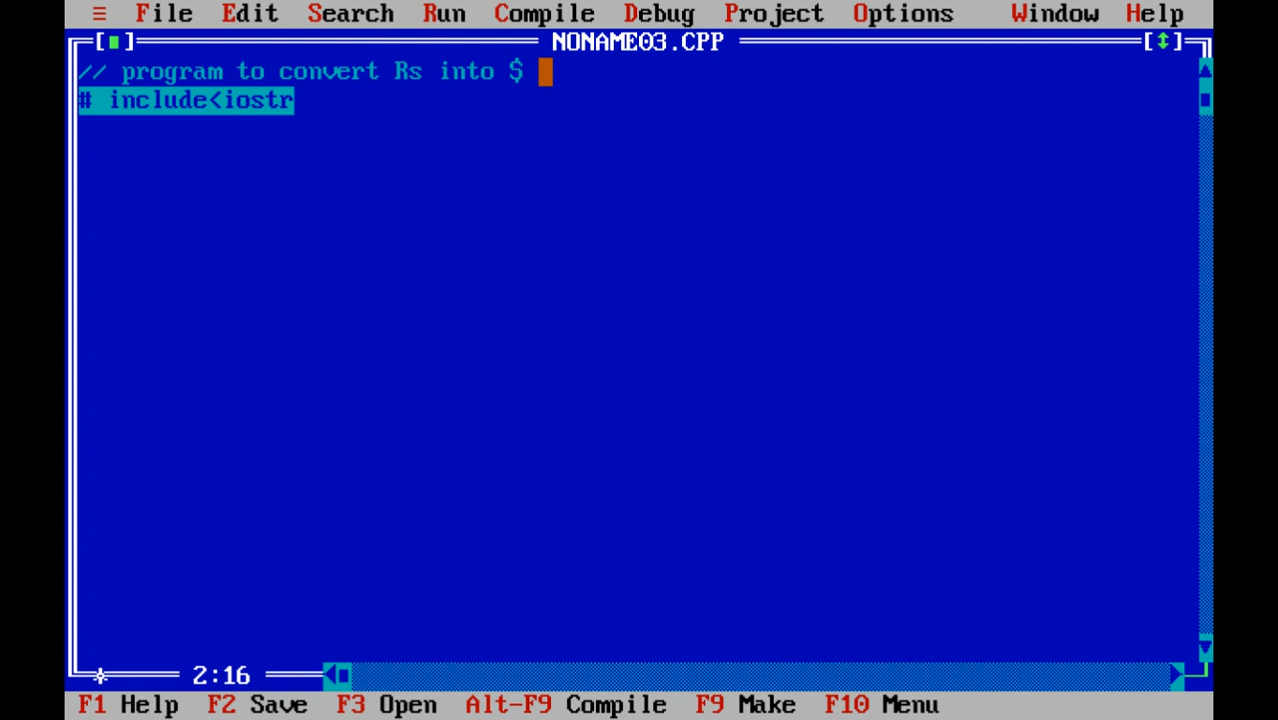 ≡ File Edit Search Run Compile Debug Project Options Window Help
[■] NONAME03.CPP [↕]
// program to convert Rs into $
# include<iostr
2:16
F1 Help F2 Save F3 Open Alt-F9 Compile F9 Make F10 Menu